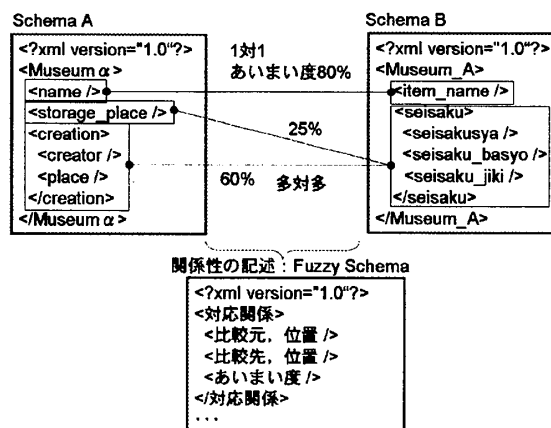 Schema A
<?xml version="1.0"?>
<Museum α>
<name />
<storage_place />
<creation>
<creator />
<place />
</creation>
</Museum α>
1対1
あいまい度80%
25%
60%
多対多
Schema B
<?xml version="1.0"?>
<Museum_A>
<item_name />
<seisaku>
<seisakusya />
<seisaku_basyo />
<seisaku_jiki />
</seisaku>
</Museum_A>
関係性の記述：Fuzzy Schema
<?xml version="1.0"?>
<対応関係>
<比較元，位置 />
<比較先，位置 />
<あいまい度 />
</対応関係>
・・・